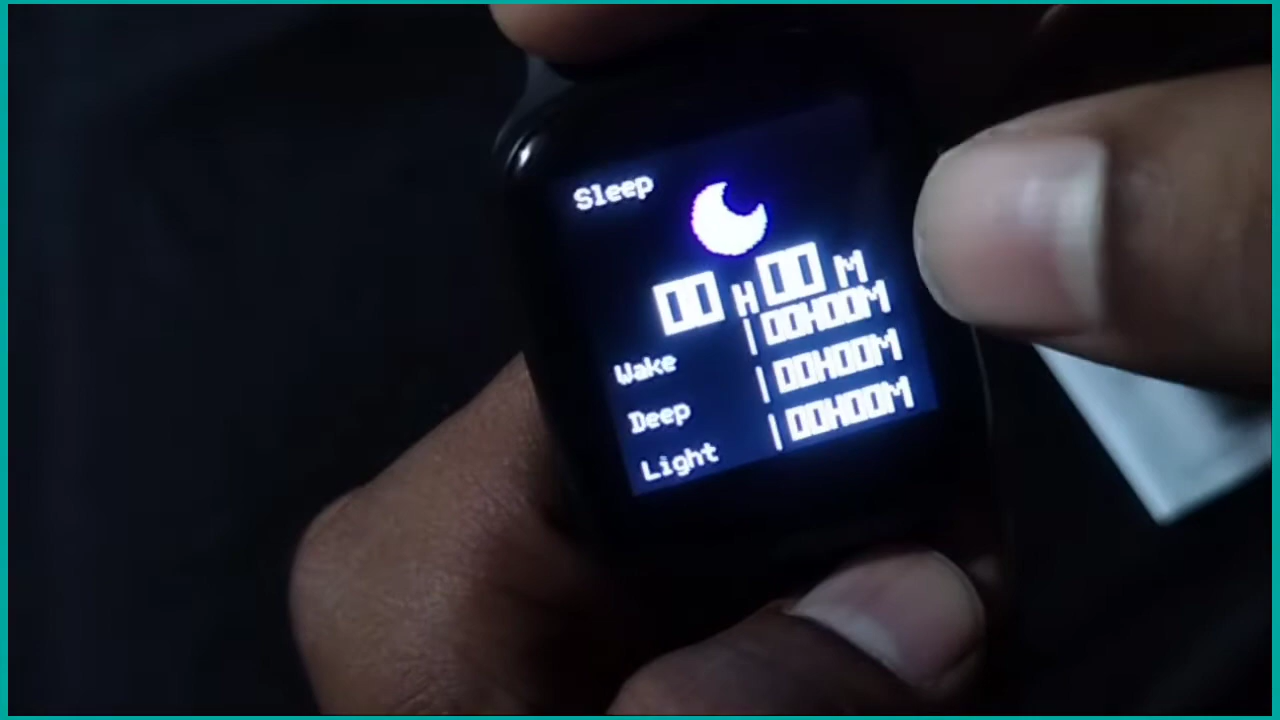 Sleep
00 H 00 M
Wake | 00H00M
Deep | 00H00M
Light | 00H00M